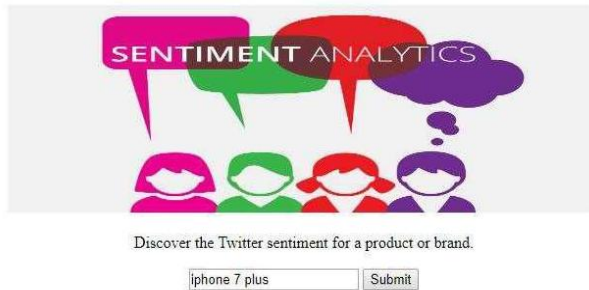 SENTIMENT ANALYTICS
Discover the Twitter sentiment for a product or brand.
iphone 7 plus Submit